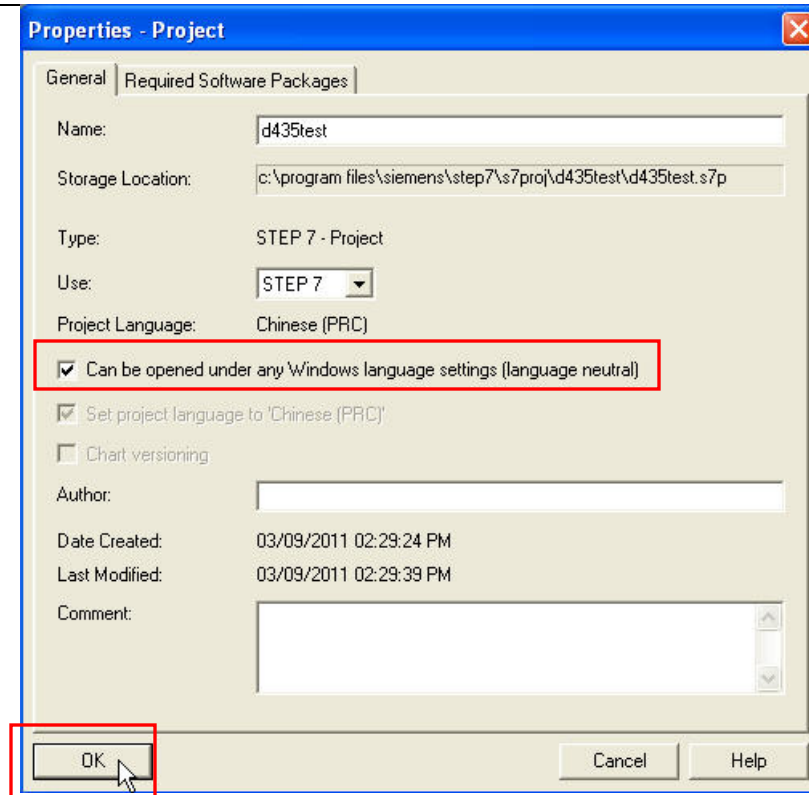 Properties - Project
General Required Software Packages
Name: d435test
Storage Location: c:\program files\siemens\step7\s7proj\d435test\d435test.s7p
Type: STEP 7 - Project
Use: STEP 7
Project Language: Chinese (PRC)
Can be opened under any Windows language settings (language neutral)
Set project language to 'Chinese (PRC)'
Chart versioning
Author:
Date Created: 03/09/2011 02:29:24 PM
Last Modified: 03/09/2011 02:29:39 PM
Comment:
OK Cancel Help